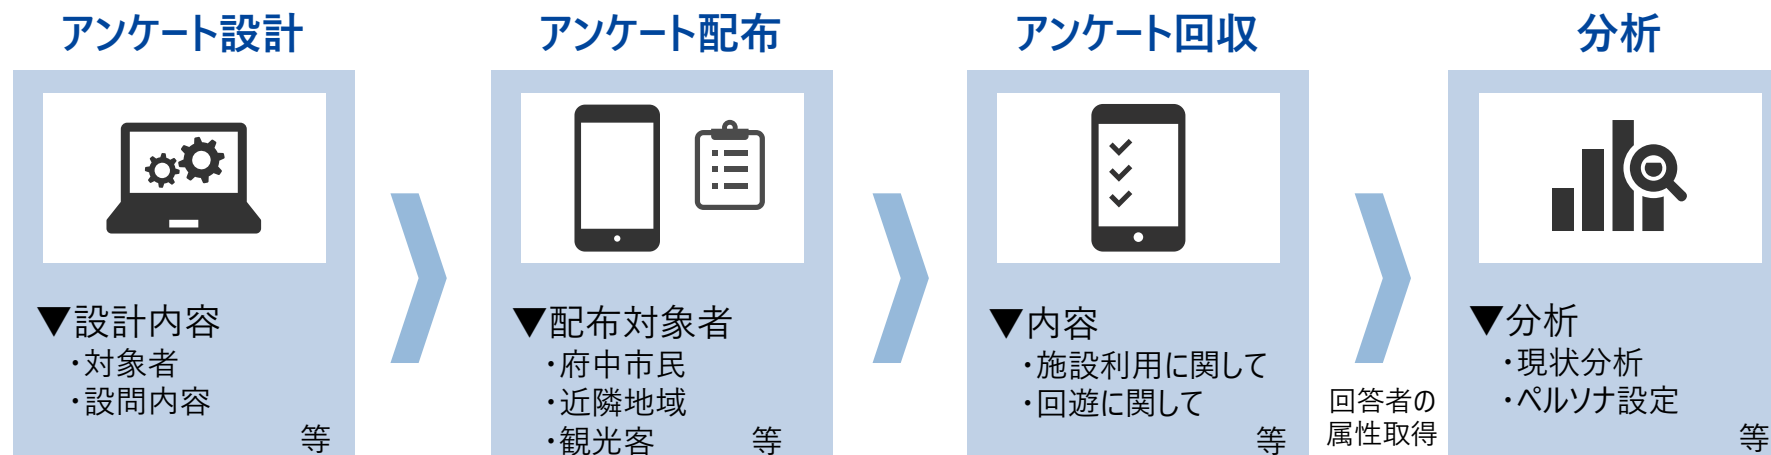 アンケート設計
▼設計内容
・対象者
・設問内容
等
アンケート配布
▼配布対象者
・府中市民
・近隣地域
・観光客
等
アンケート回収
▼内容
・施設利用に関して
・回遊に関して
等
回答者の
属性取得
分析
▼分析
・現状分析
・ペルソナ設定
等